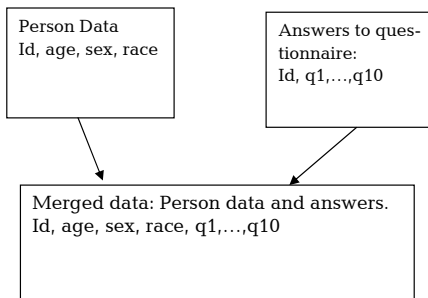 Person Data
Id, age, sex, race
Answers to ques-
tionnaire:
Id, q1,…,q10
Merged data: Person data and answers.
Id, age, sex, race, q1,…,q10